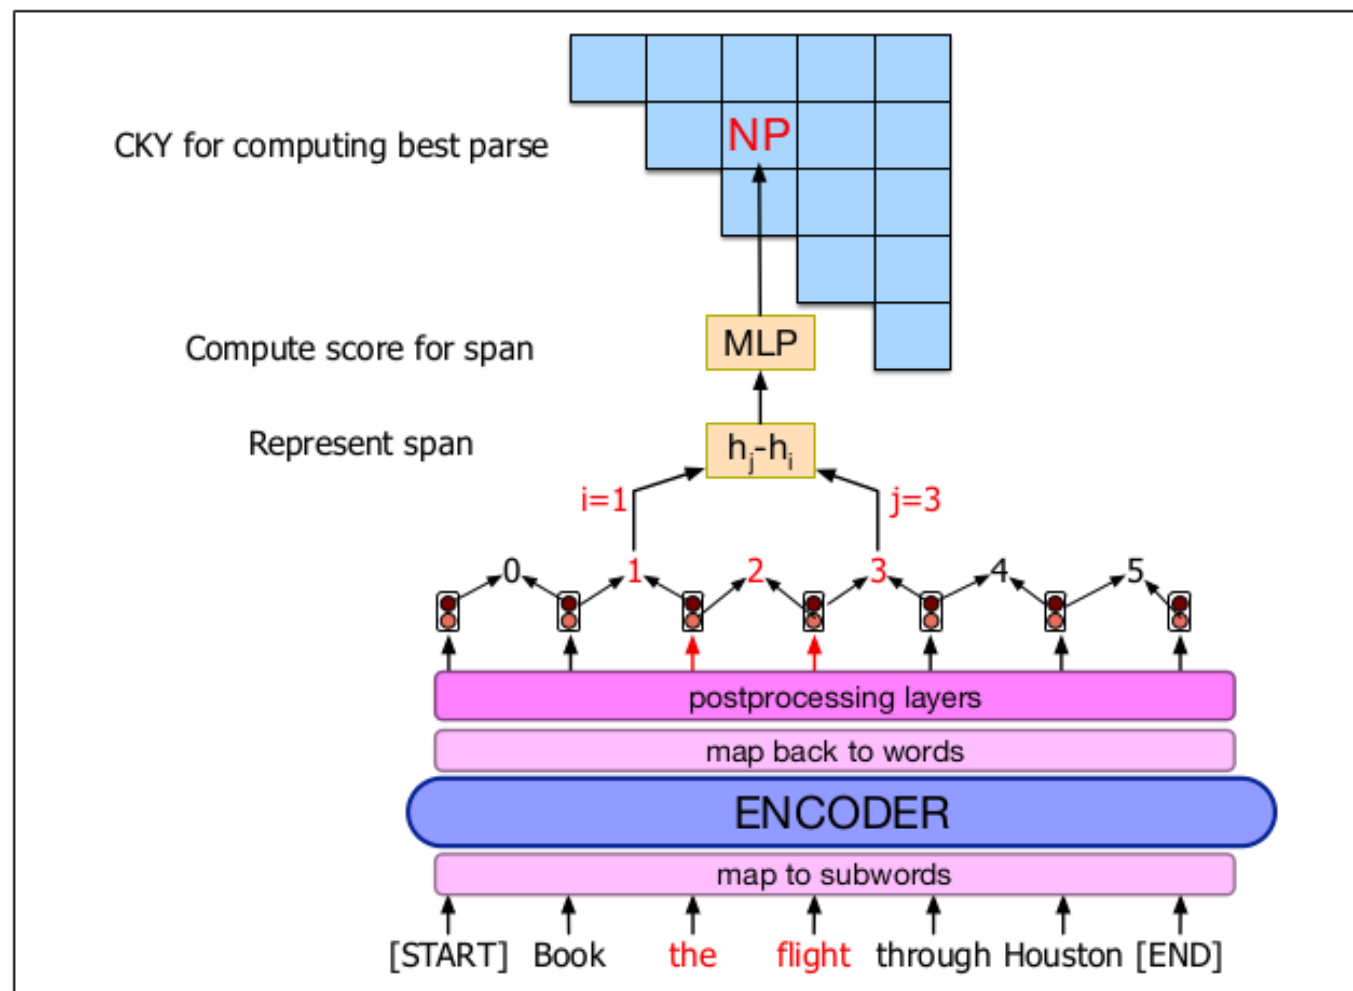 NP
CKY for computing best parse
MLP
Compute score for span
Represent span
hj-hi
i=1
j=3
0 1 2 3 4 5
postprocessing layers
map back to words
ENCODER
map to subwords
[START] Book the flight through Houston [END]